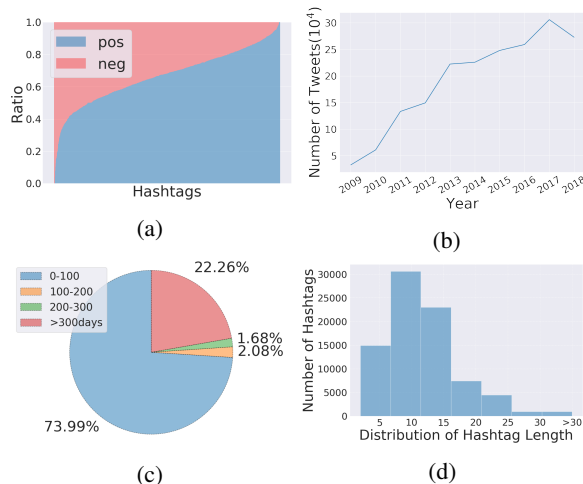 1.0
0.8
0.6
0.4
0.2
0.0
Ratio
pos
neg
Hashtags
(a)
30
25
20
15
10
5
Number of Tweets(10⁴)
2009 2010 2011 2012 2013 2014 2015 2016 2017 2018
Year
(b)
0-100
100-200
200-300
>300days
22.26%
1.68%
2.08%
73.99%
(c)
30000
25000
20000
15000
10000
5000
0
Number of Hashtags
5 10 15 20 25 30 >30
Distribution of Hashtag Length
(d)